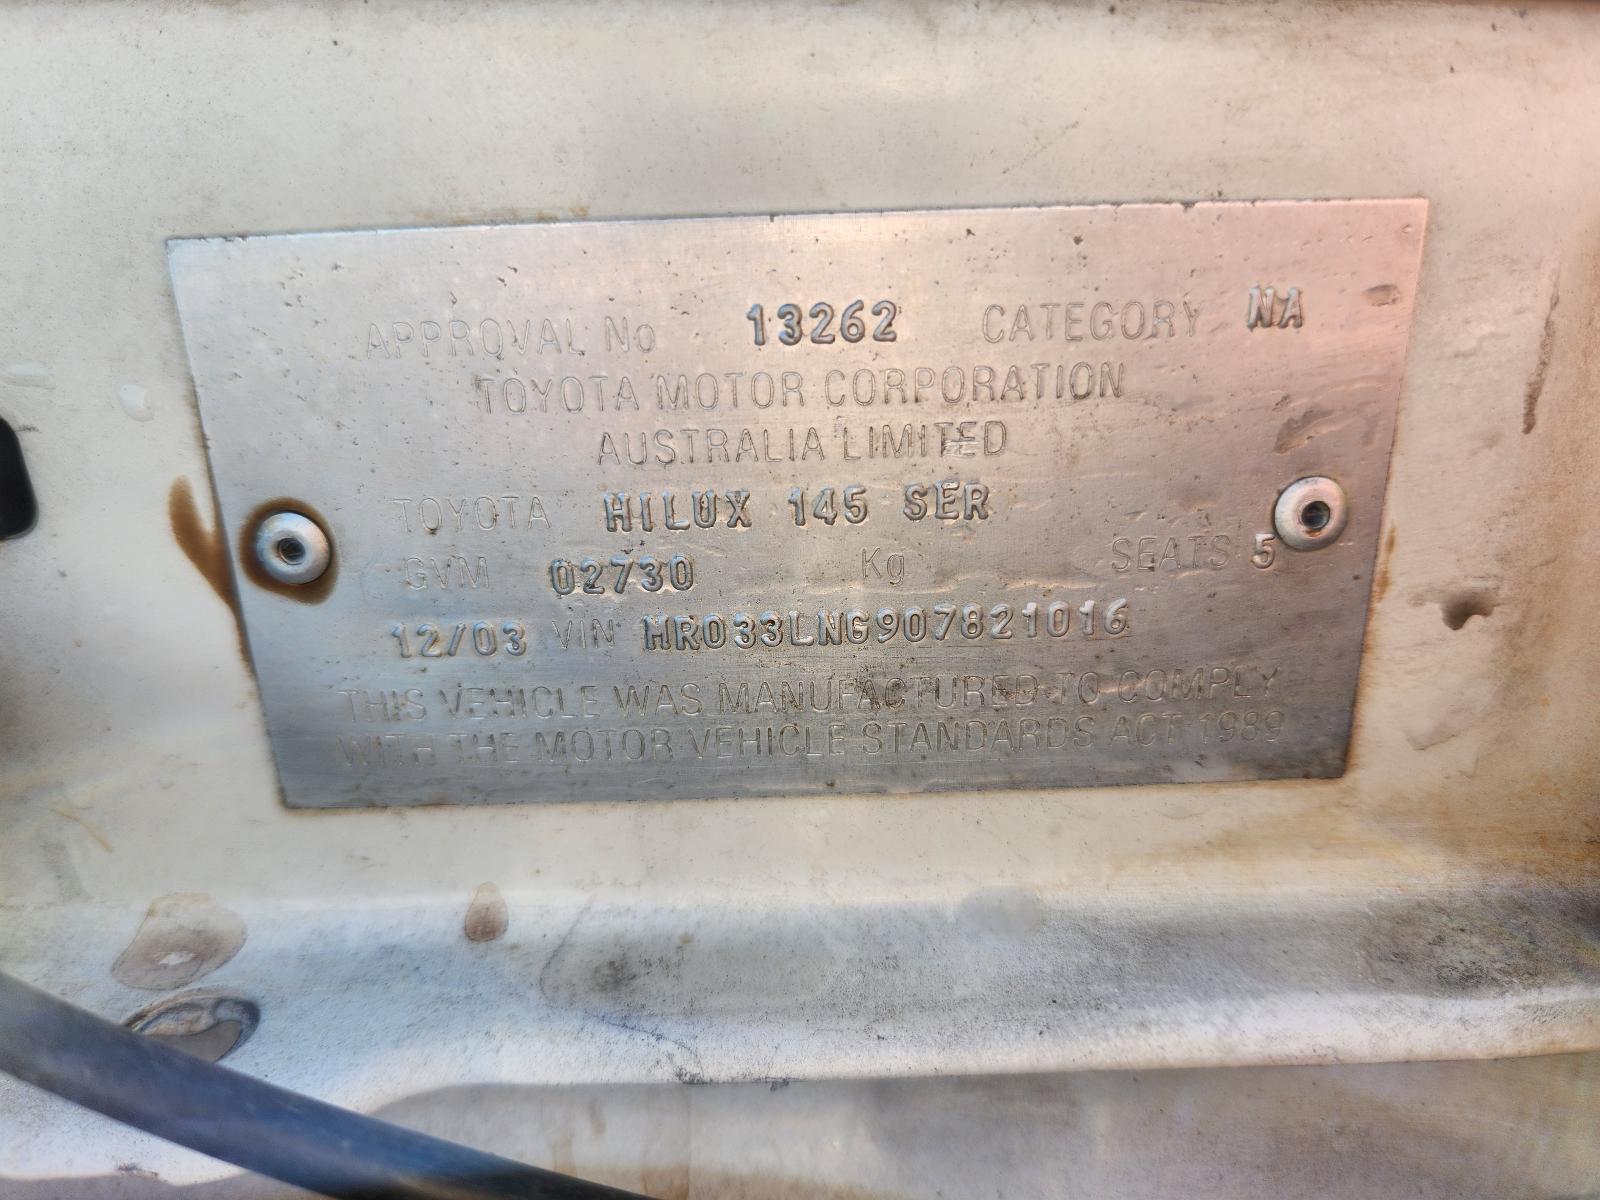 APPROVAL No 13262 CATEGORY NA
TOYOTA MOTOR CORPORATION
AUSTRALIA LIMITED
TOYOTA HILUX 145 SER
GVM 02730 Kg SEATS 5
12/03 VIN MR033LNG907821016
THIS VEHICLE WAS MANUFACTURED TO COMPLY
WITH THE MOTOR VEHICLE STANDARDS ACT 1989